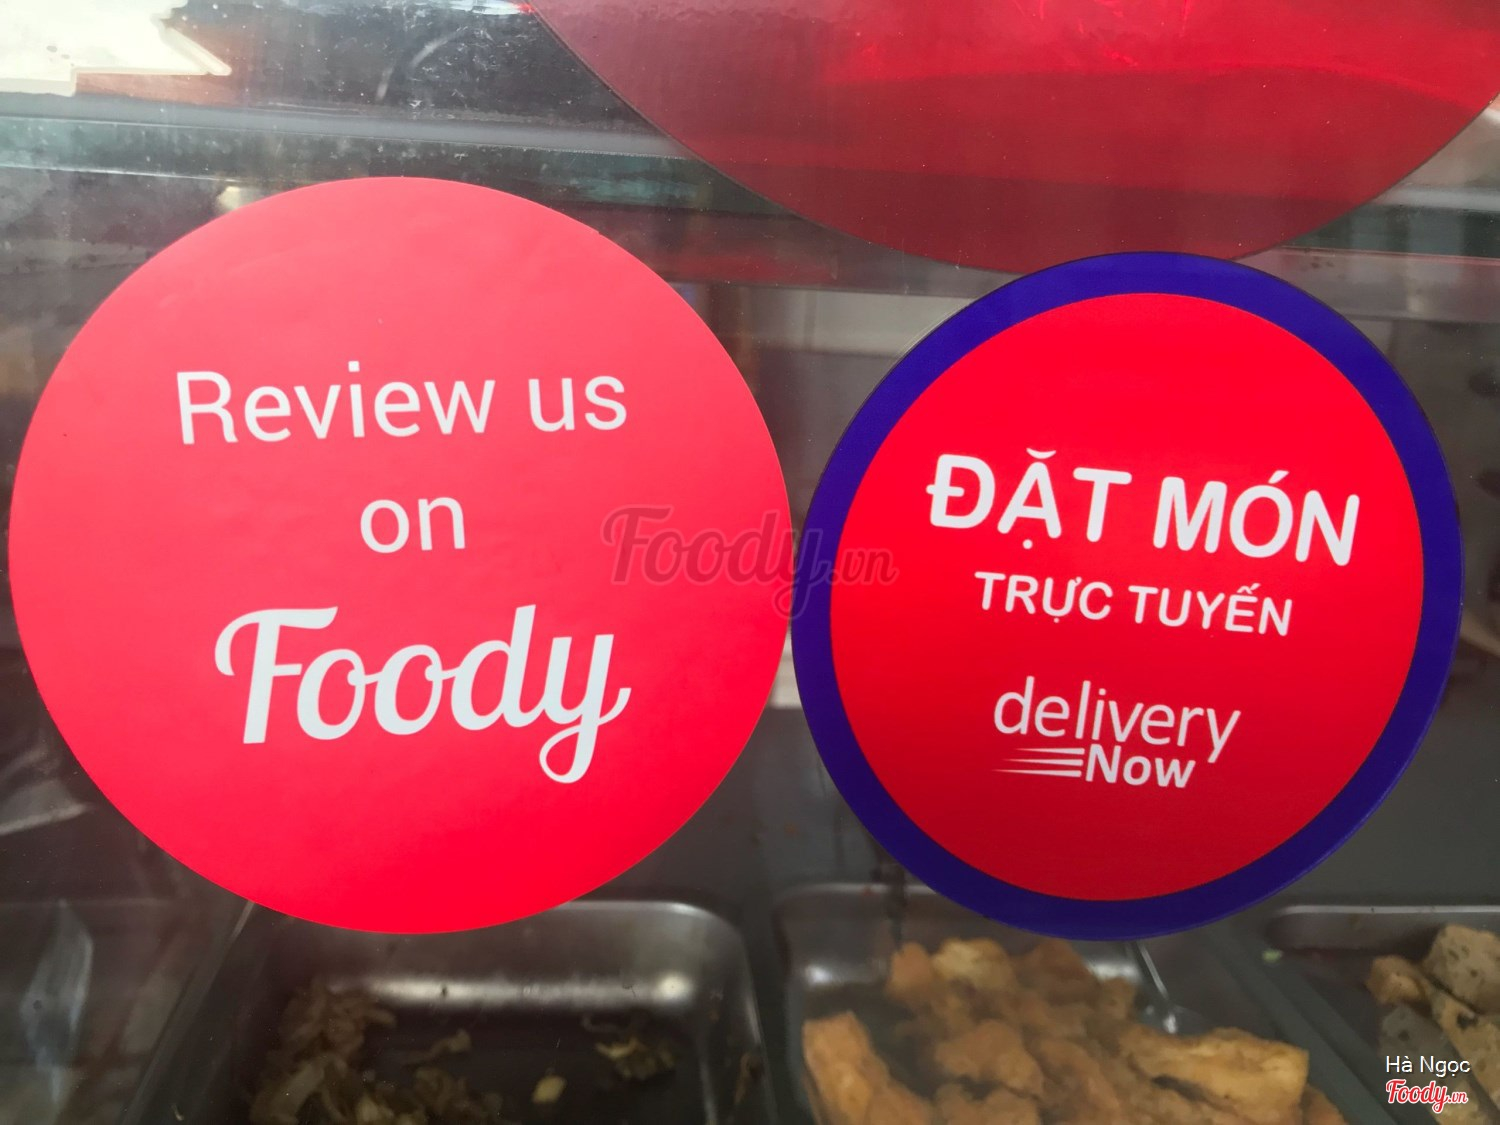 Review us
on
Foody
ĐẶT MÓN
TRỰC TUYẾN
delivery
Now
Foody.vn
Hà Ngọc
Foody.vn